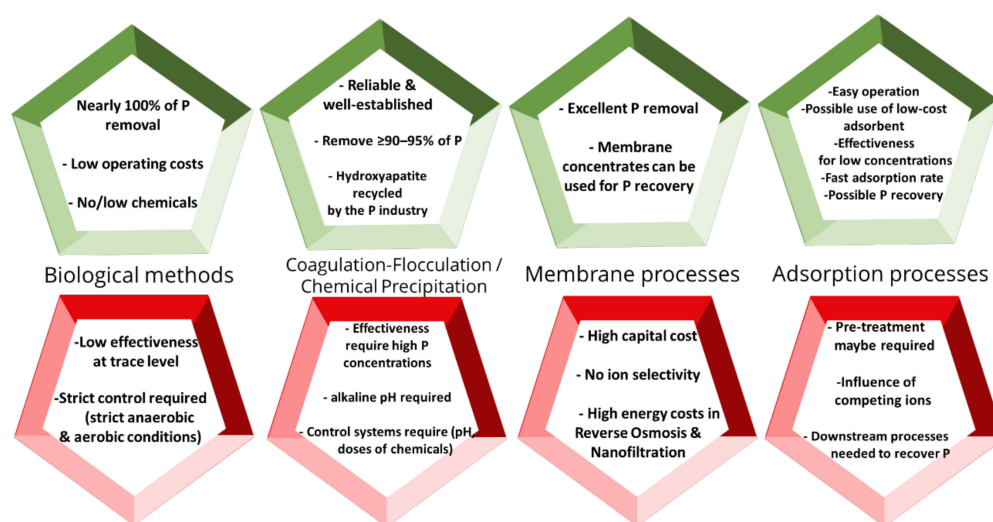 Nearly 100% of P
removal
- Low operating costs
- No/low chemicals
- Reliable &
well-established
- Remove ≥90–95% of P
- Hydroxyapatite
recycled
by the P industry
- Excellent P removal
- Membrane
concentrates can be
used for P recovery
-Easy operation
-Possible use of low-cost
adsorbent
-Effectiveness
for low concentrations
-Fast adsorption rate
-Possible P recovery
Biological methods
Coagulation-Flocculation /
Chemical Precipitation
Membrane processes
Adsorption processes
-Low effectiveness
at trace level
-Strict control required
(strict anaerobic
& aerobic conditions)
- Effectiveness
require high P
concentrations
- alkaline pH required
- Control systems require (pH,
doses of chemicals)
- High capital cost
- No ion selectivity
- High energy costs in
Reverse Osmosis &
Nanofiltration
- Pre-treatment
maybe required
-Influence of
competing ions
- Downstream processes
needed to recover P